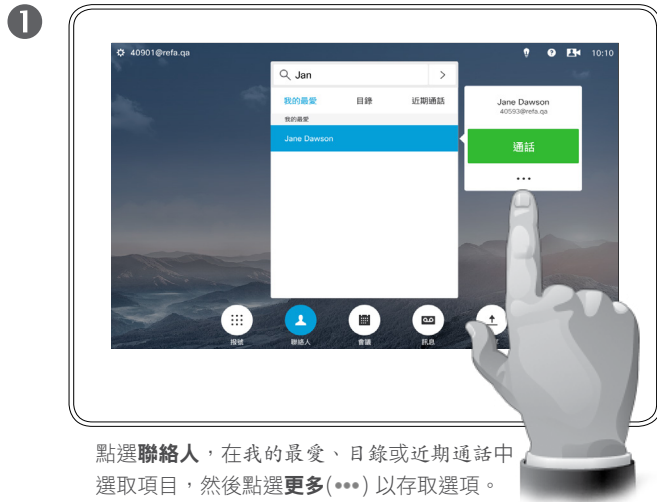 1
40901@refa.qa
10:10
Jan
我的最愛 目錄 近期通話
我的最愛
Jane Dawson
Jane Dawson
40593@refa.qa
通話
•••
撥號 聯絡人 會議 訊息
點選聯絡人，在我的最愛、目錄或近期通話中
選取項目，然後點選更多(•••) 以存取選項。